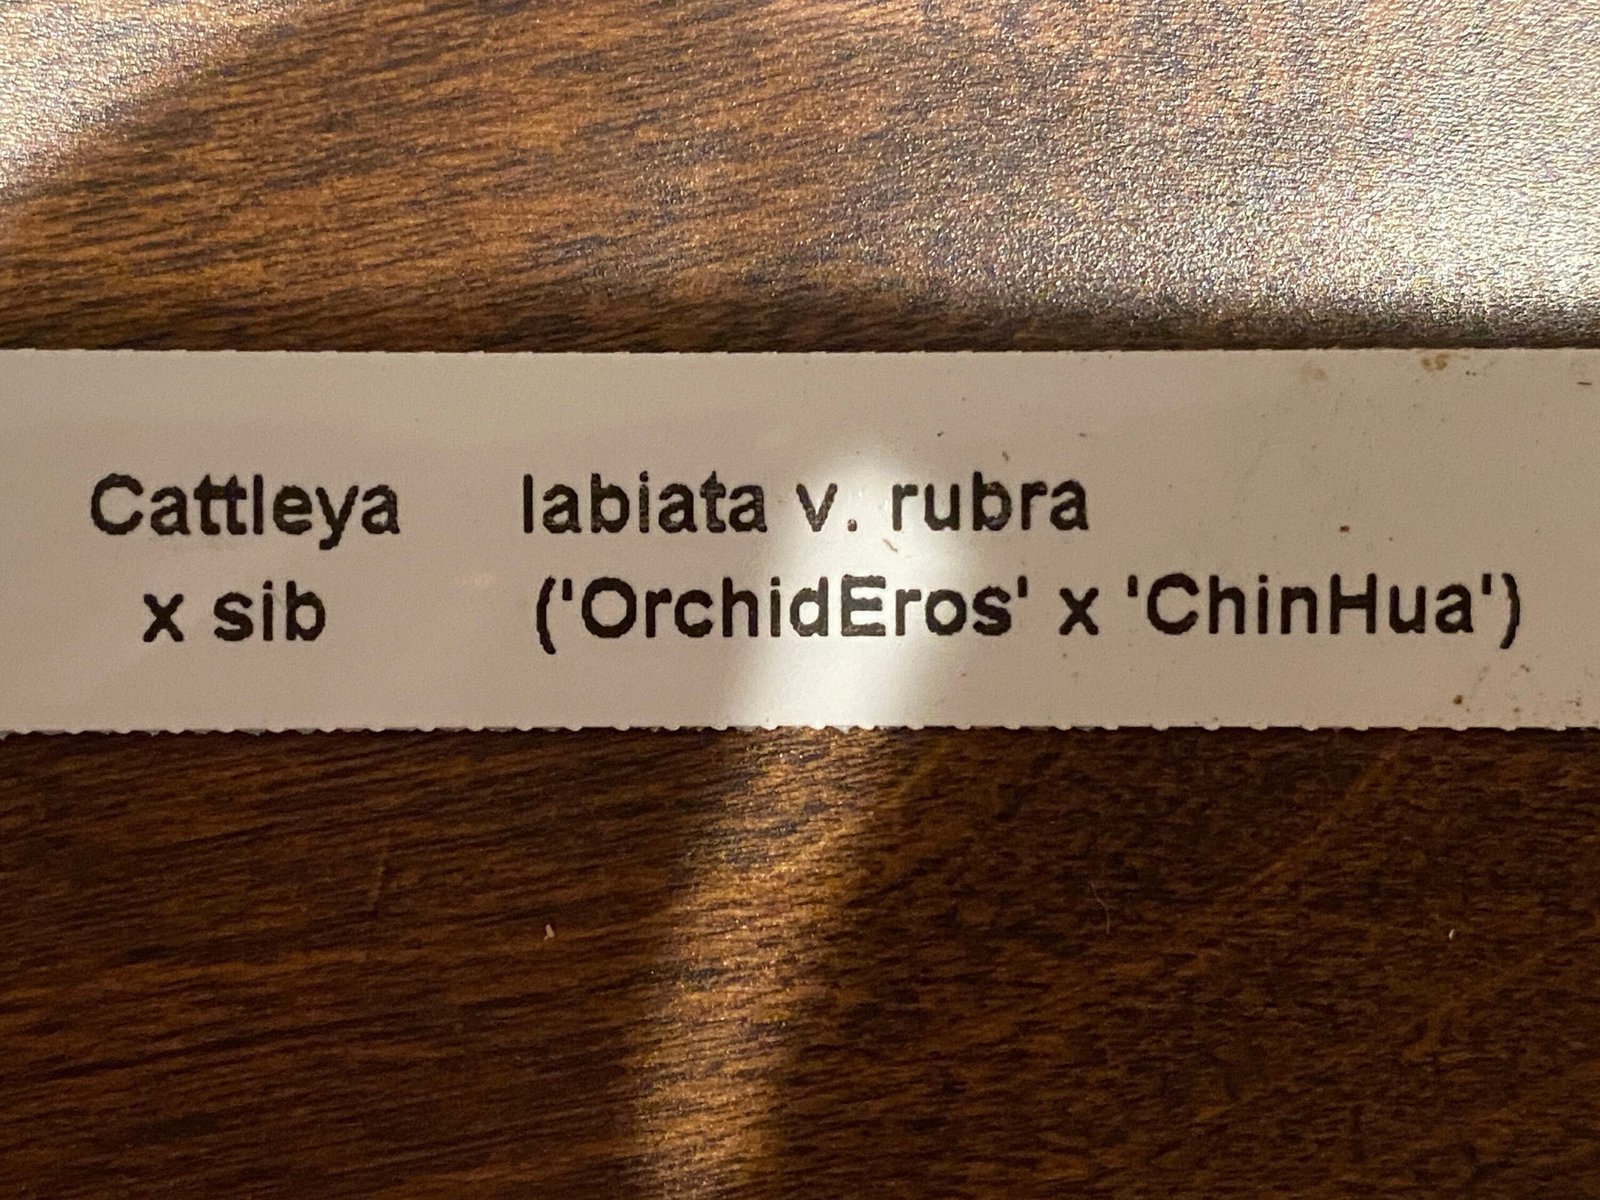 Cattleya labiata v. rubra
x sib ('OrchidEros' x 'ChinHua')